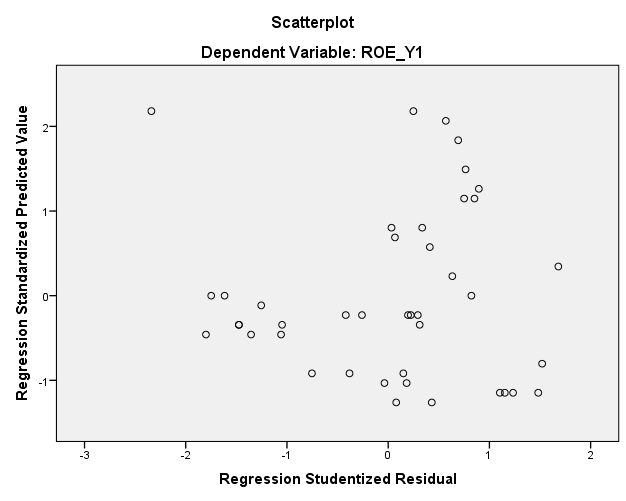 Scatterplot
Dependent Variable: ROE_Y1
Regression Standardized Predicted Value
2
1
0
-1
-3
-2
-1
0
1
2
Regression Studentized Residual